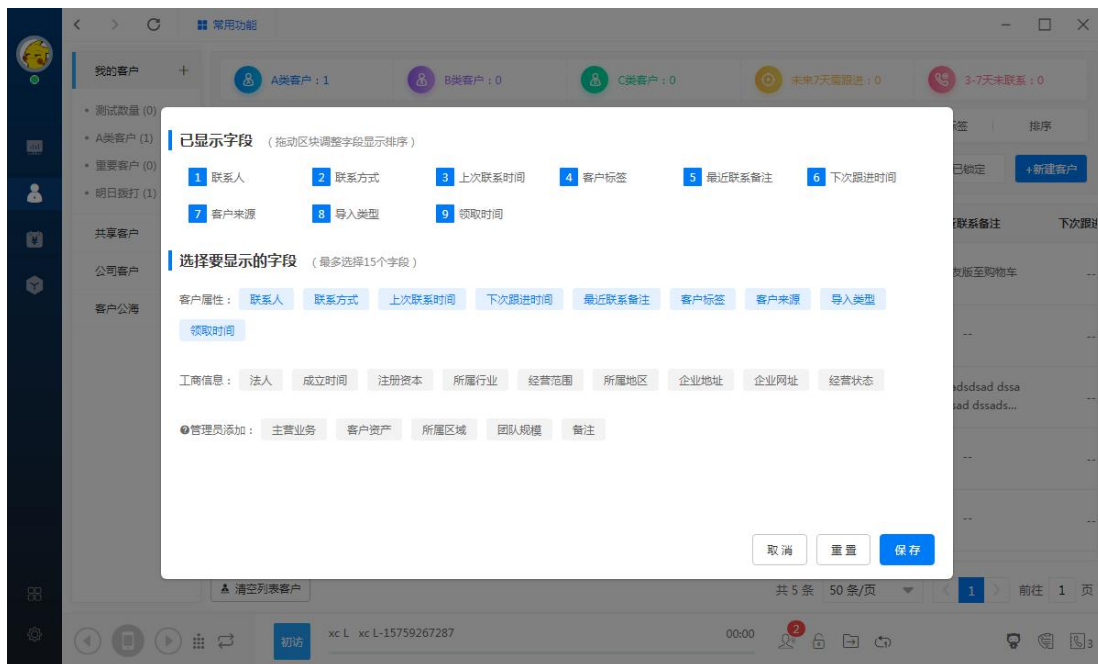 常用功能
我的客户 +
A类客户：1 B类客户：0 C类客户：0 未来7天需跟进：0 3-7天未联系：0
测试数量 (0)
A类客户 (1)
重要客户 (0)
明日拨打 (1)
共享客户
公司客户
客户公海
签 排序
已锁定 +新建客户
联系备注 下次跟进
友版至购物车 --
-- --
adsdsad dssa
sad dssads... --
-- --
-- --
已显示字段 （拖动区块调整字段显示排序）
1 联系人 2 联系方式 3 上次联系时间 4 客户标签 5 最近联系备注 6 下次跟进时间
7 客户来源 8 导入类型 9 领取时间
选择要显示的字段 （最多选择15个字段）
客户属性： 联系人 联系方式 上次联系时间 下次跟进时间 最近联系备注 客户标签 客户来源 导入类型
领取时间
工商信息： 法人 成立时间 注册资本 所属行业 经营范围 所属地区 企业地址 企业网址 经营状态
管理员添加： 主营业务 客户资产 所属区域 团队规模 备注
取消 重置 保存
清空列表客户 共 5 条 50 条/页 1 前往 1 页
初访 xc L xc L-15759267287 00:00 2 3